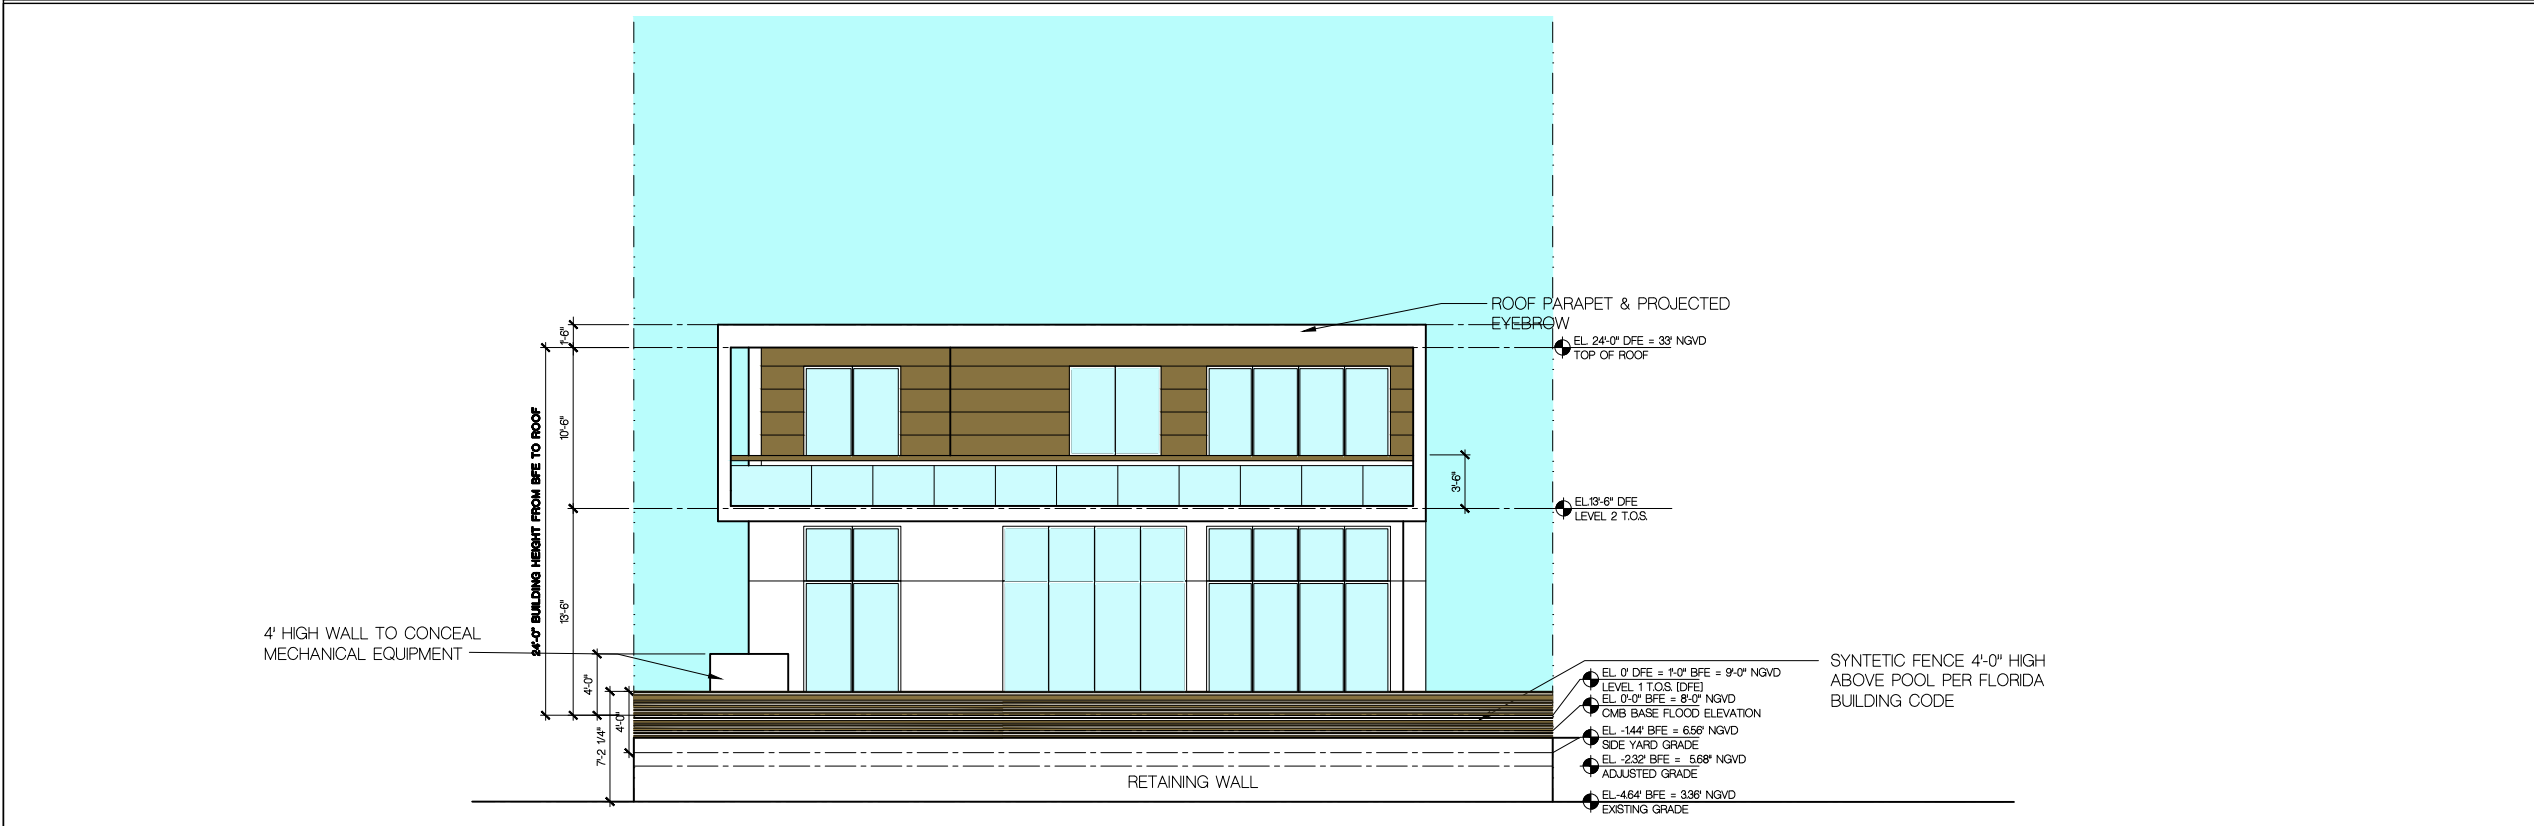 ROOF PARAPET & PROJECTED
EYEBROW
EL. 24'-0" DFE = 33' NGVD
TOP OF ROOF
1'-6"
10'-6"
24'-0" BUILDING HEIGHT FROM BFE TO ROOF
3'-6"
EL.13'-6" DFE
LEVEL 2 T.O.S.
13'-6"
4' HIGH WALL TO CONCEAL
MECHANICAL EQUIPMENT
4'-0"
4'-0"
7'-2 1/4"
SYNTETIC FENCE 4'-0" HIGH
ABOVE POOL PER FLORIDA
BUILDING CODE
EL. 0' DFE = 1'-0" BFE = 9'-0" NGVD
LEVEL 1 T.O.S. [DFE]
EL. 0'-0" BFE = 8'-0" NGVD
CMB BASE FLOOD ELEVATION
EL. -1.44' BFE = 6.56' NGVD
SIDE YARD GRADE
EL. -2.32' BFE = 5.68" NGVD
ADJUSTED GRADE
EL.-4.64' BFE = 3.36' NGVD
EXISTING GRADE
RETAINING WALL